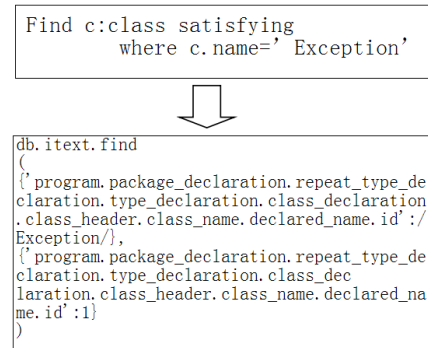 Find c:class satisfying
where c.name=’ Exception’
db.itext.find
(
{’program.package_declaration.repeat_type_de
claration.type_declaration.class_declaration
.class_header.class_name.declared_name.id’:/
Exception/},
{’program.package_declaration.repeat_type_de
claration.type_declaration.class_dec
laration.class_header.class_name.declared_na
me.id’:1}
)